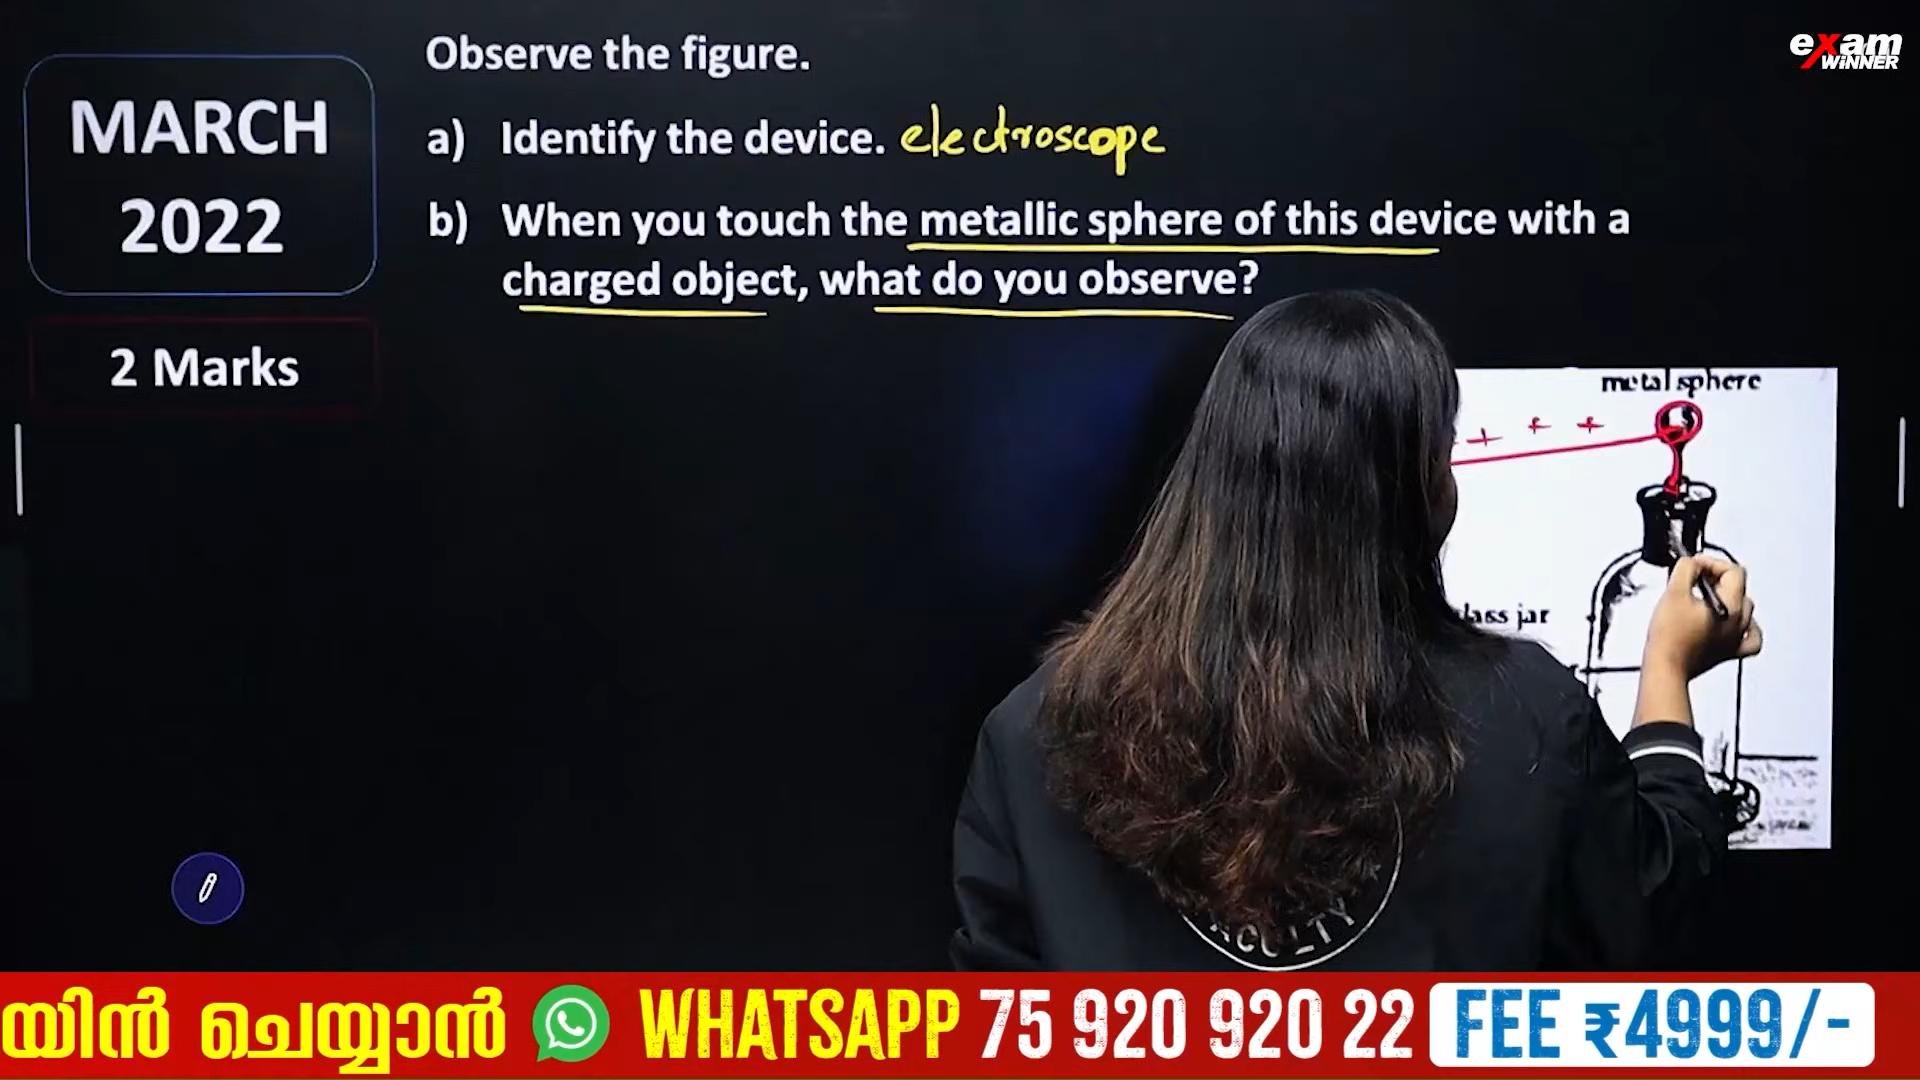 exam
WINNER
MARCH
2022
2 Marks
Observe the figure.
a) Identify the device. electroscope
b) When you touch the metallic sphere of this device with a
charged object, what do you observe?
metal sphere
+ + +
jar
യിൻ ചെയ്യാൻ WHATSAPP 75 920 920 22 FEE ₹4999/-